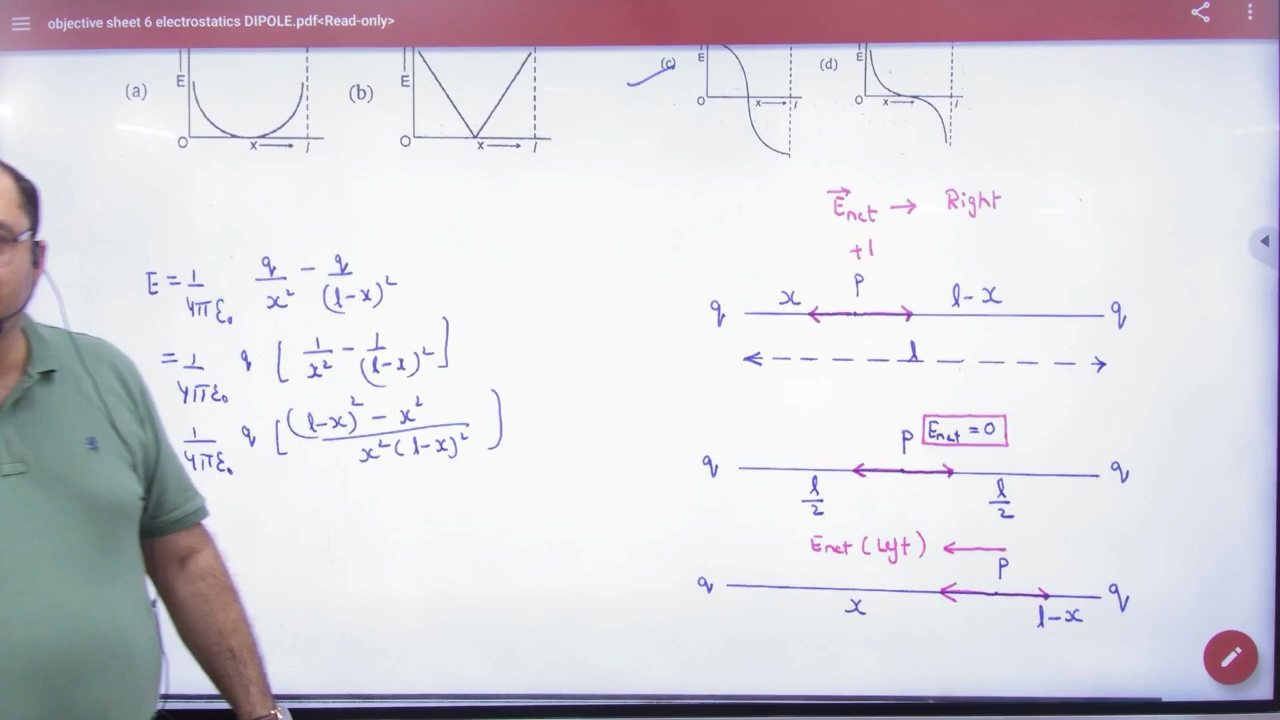 objective sheet 6 electrostatics DIPOLE.pdf<Read-only>
(a) E O x l
(b) E O x l
(c) E O x l
(d) E O x l
E = 1/4πε₀ q/x² − q/(l−x)²
= 1/4πε₀ q [ 1/x² − 1/(l−x)² ]
1/4πε₀ q [ (l−x)² − x² / x²(l−x)² ]
E⃗net → Right
+1
q x P l−x q
l
P Enet = 0
q l/2 l/2 q
Enet (Left) ←
P
q x l−x q